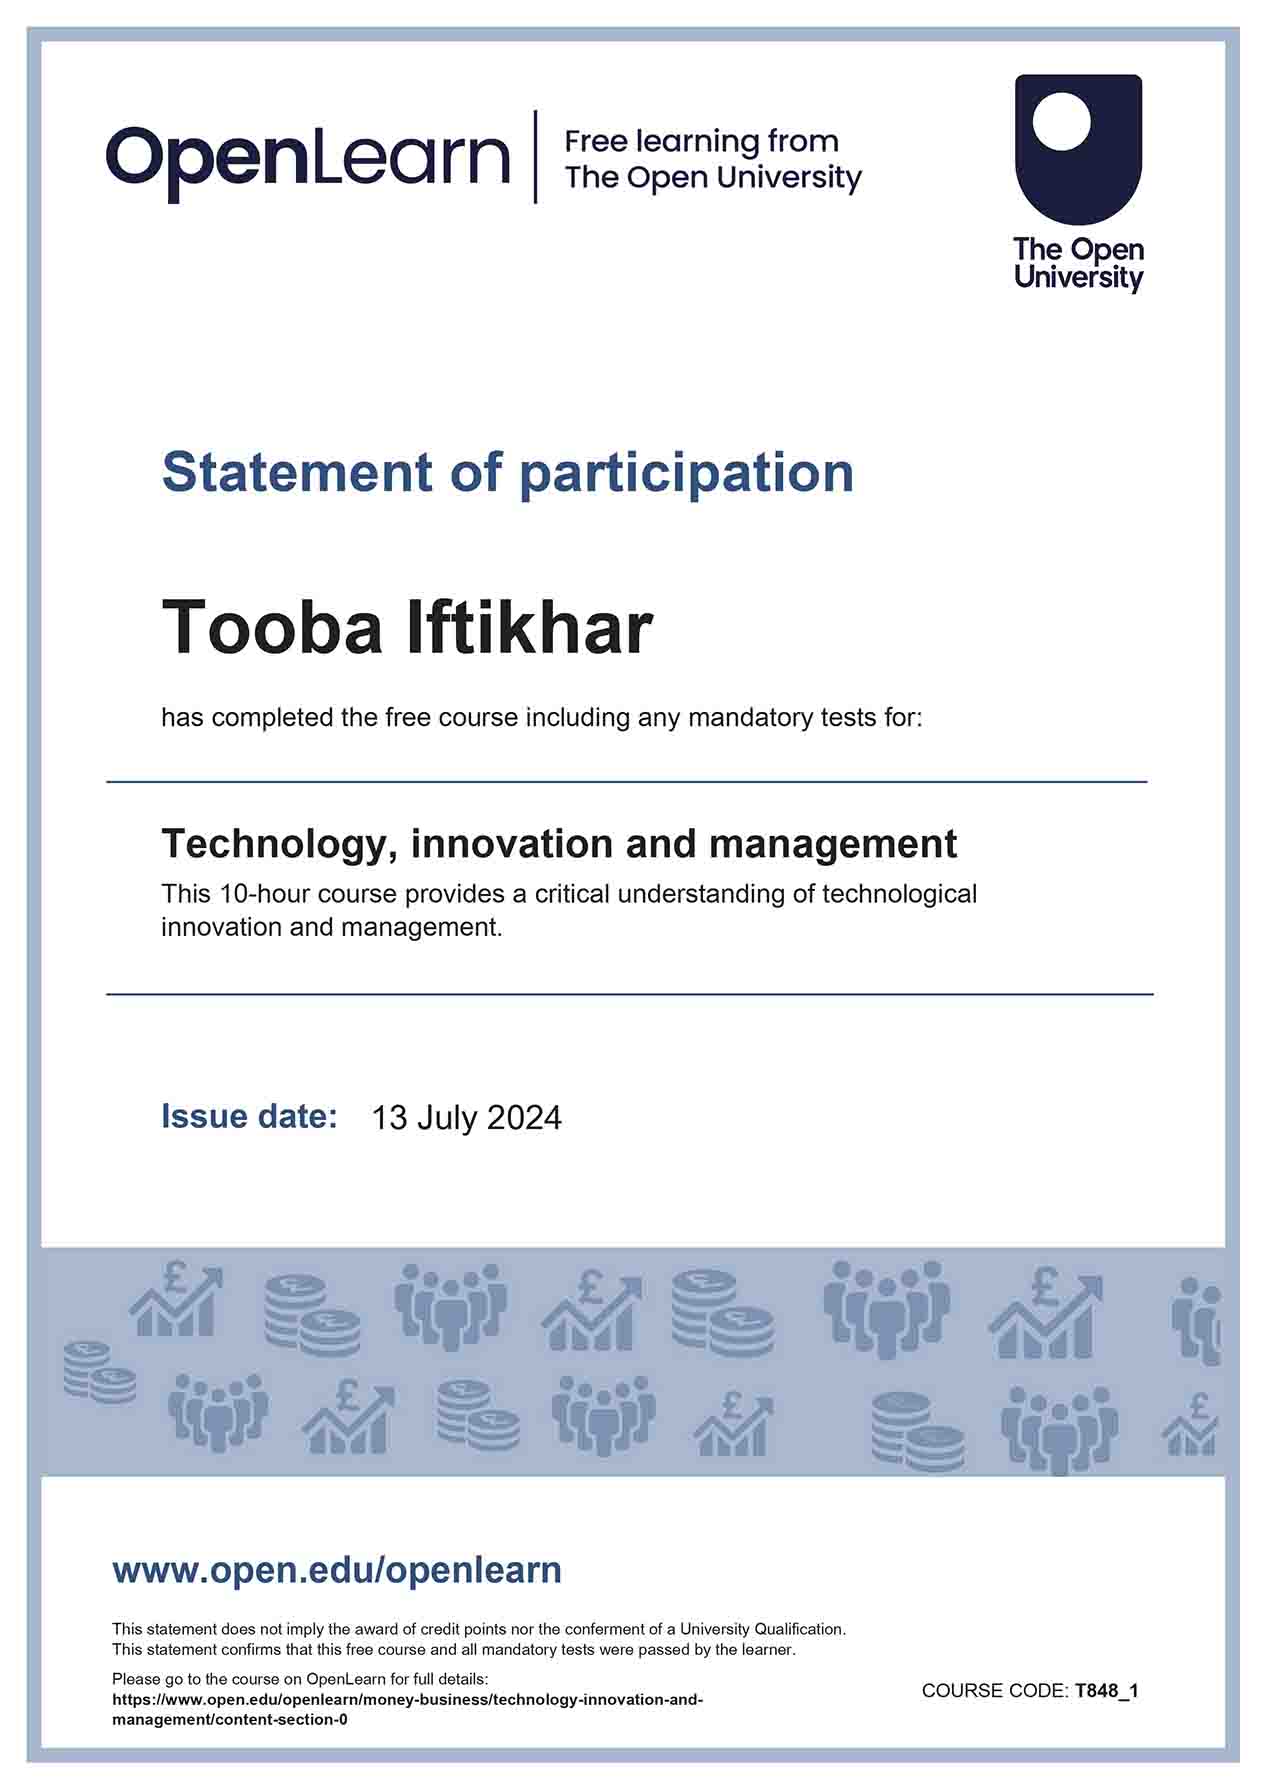 OpenLearn
Free learning from
The Open University
The Open
University
Statement of participation
Tooba Iftikhar
has completed the free course including any mandatory tests for:
Technology, innovation and management
This 10-hour course provides a critical understanding of technological
innovation and management.
Issue date: 13 July 2024
www.open.edu/openlearn
This statement does not imply the award of credit points nor the conferment of a University Qualification.
This statement confirms that this free course and all mandatory tests were passed by the learner.
Please go to the course on OpenLearn for full details:
https://www.open.edu/openlearn/money-business/technology-innovation-and-
management/content-section-0
COURSE CODE: T848_1